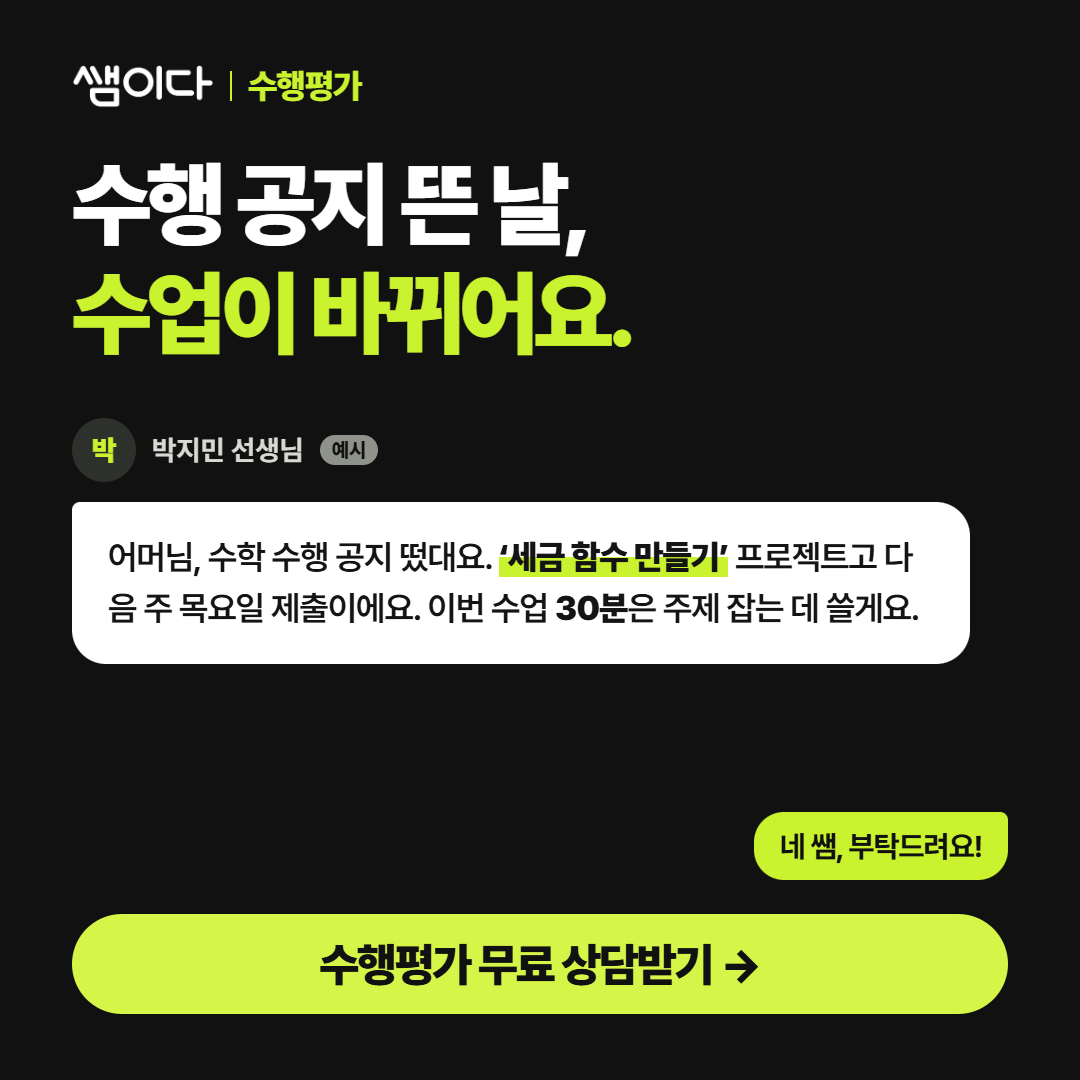 쌤이다 | 수행평가
수행 공지 뜬 날,
수업이 바뀌어요.
박 박지민 선생님 예시
어머님, 수학 수행 공지 떴대요. ‘세금 함수 만들기’ 프로젝트고 다
음 주 목요일 제출이에요. 이번 수업 30분은 주제 잡는 데 쓸게요.
네 쌤, 부탁드려요!
수행평가 무료 상담받기 →